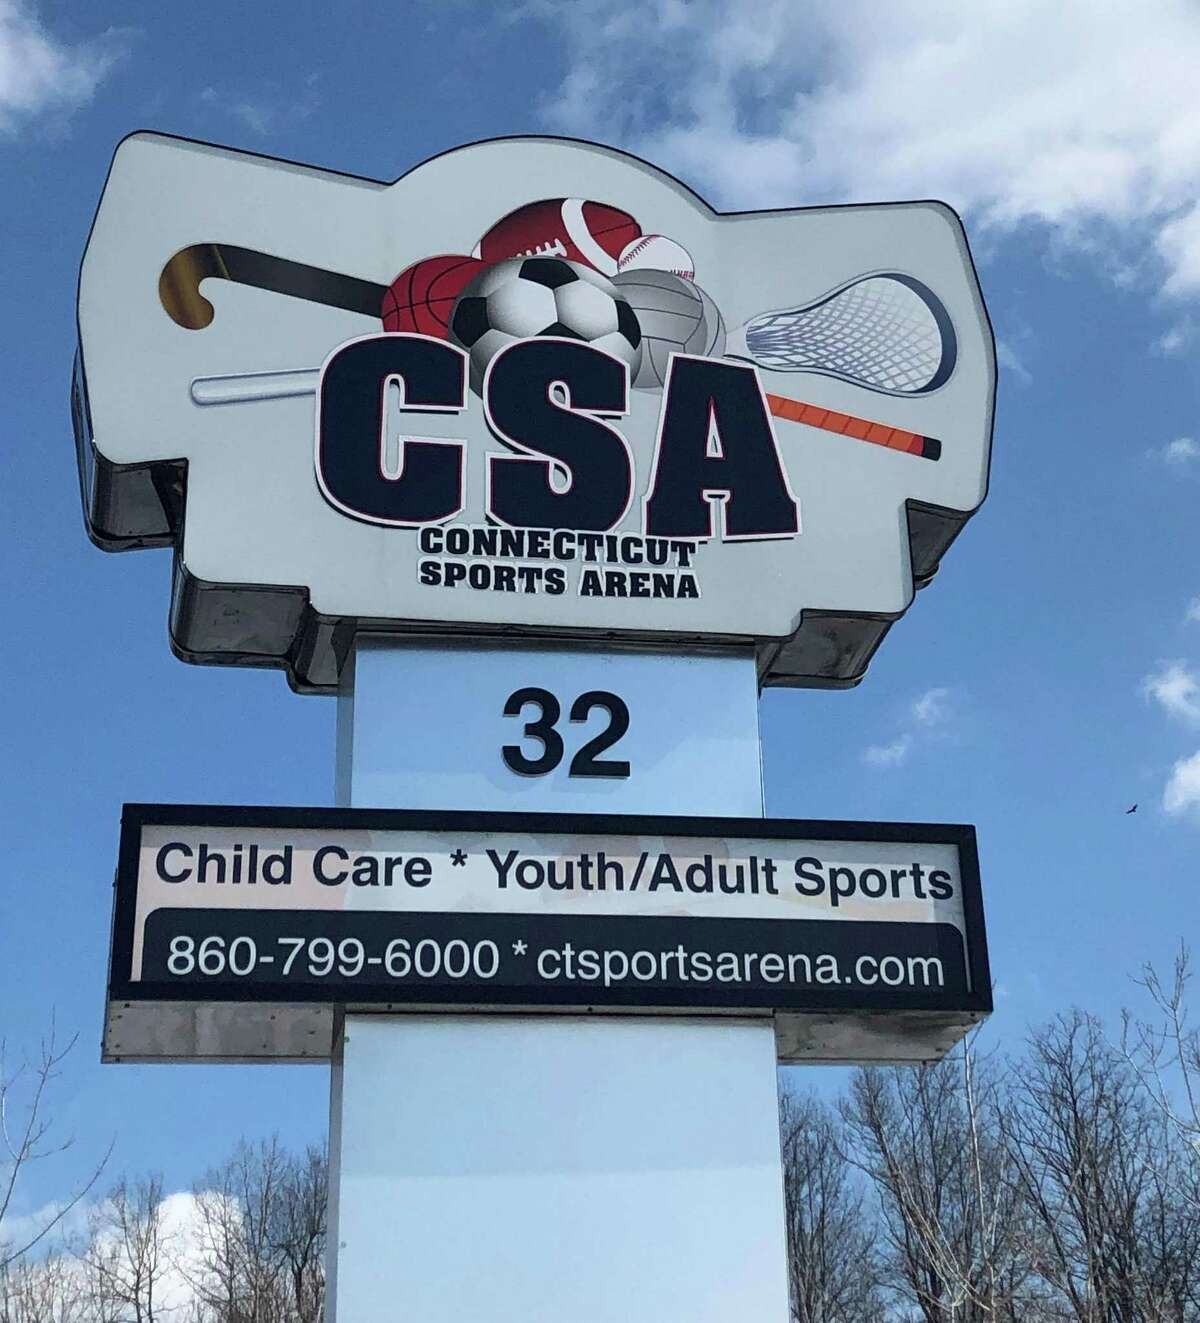 CSA
CONNECTICUT
SPORTS ARENA
32
Child Care * Youth/Adult Sports
860-799-6000 * ctsportsarena.com